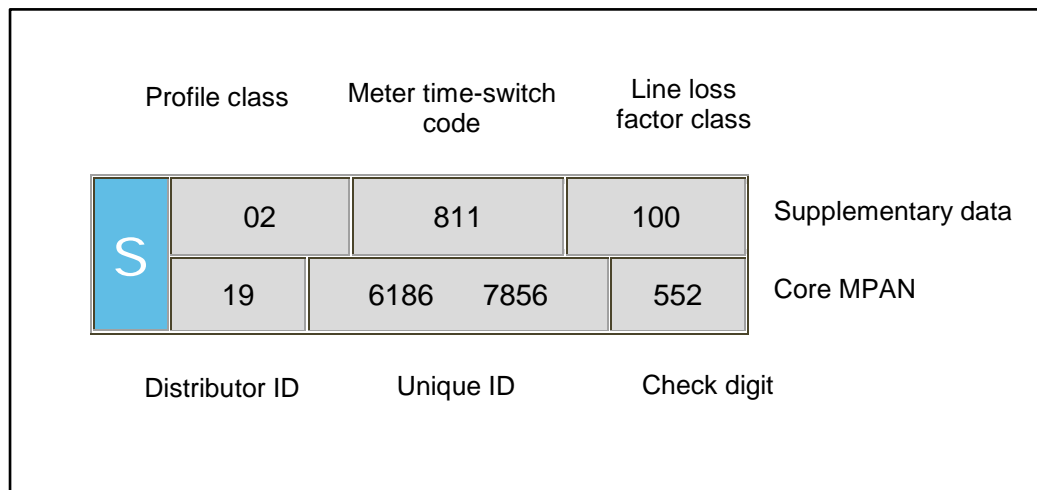 Profile class
Meter time-switch
code
Line loss
factor class
S
02 811 100
Supplementary data
19 6186 7856 552
Core MPAN
Distributor ID Unique ID Check digit